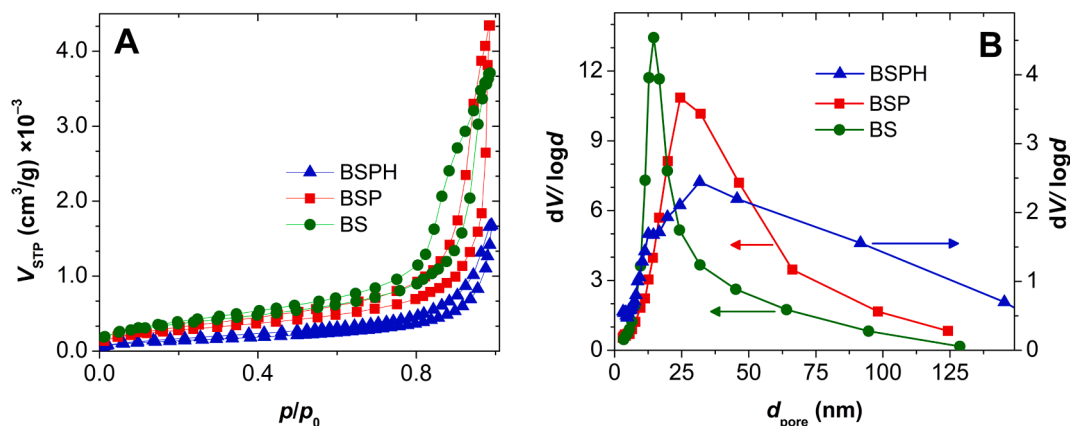 A
V_STP (cm³/g) ×10⁻³
4.0
3.0
2.0
1.0
0.0
BSPH
BSP
BS
0.0 0.4 0.8
p/p₀
B
dV/ logd
12
9
6
3
0
BSPH
BSP
BS
4
3
2
1
0
dV/ logd
0 25 50 75 100 125
d_pore (nm)